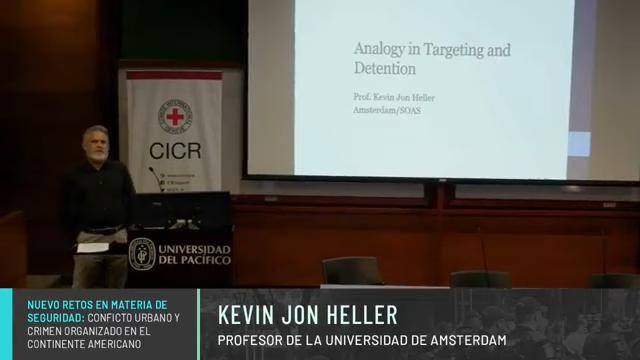 Analogy in Targeting and
Detention
Prof. Kevin Jon Heller
Amsterdam/SOAS
CICR
UNIVERSIDAD
DEL PACÍFICO
NUEVO RETOS EN MATERIA DE
SEGURIDAD: CONFICTO URBANO Y
CRIMEN ORGANIZADO EN EL
CONTINENTE AMERICANO
KEVIN JON HELLER
PROFESOR DE LA UNIVERSIDAD DE AMSTERDAM